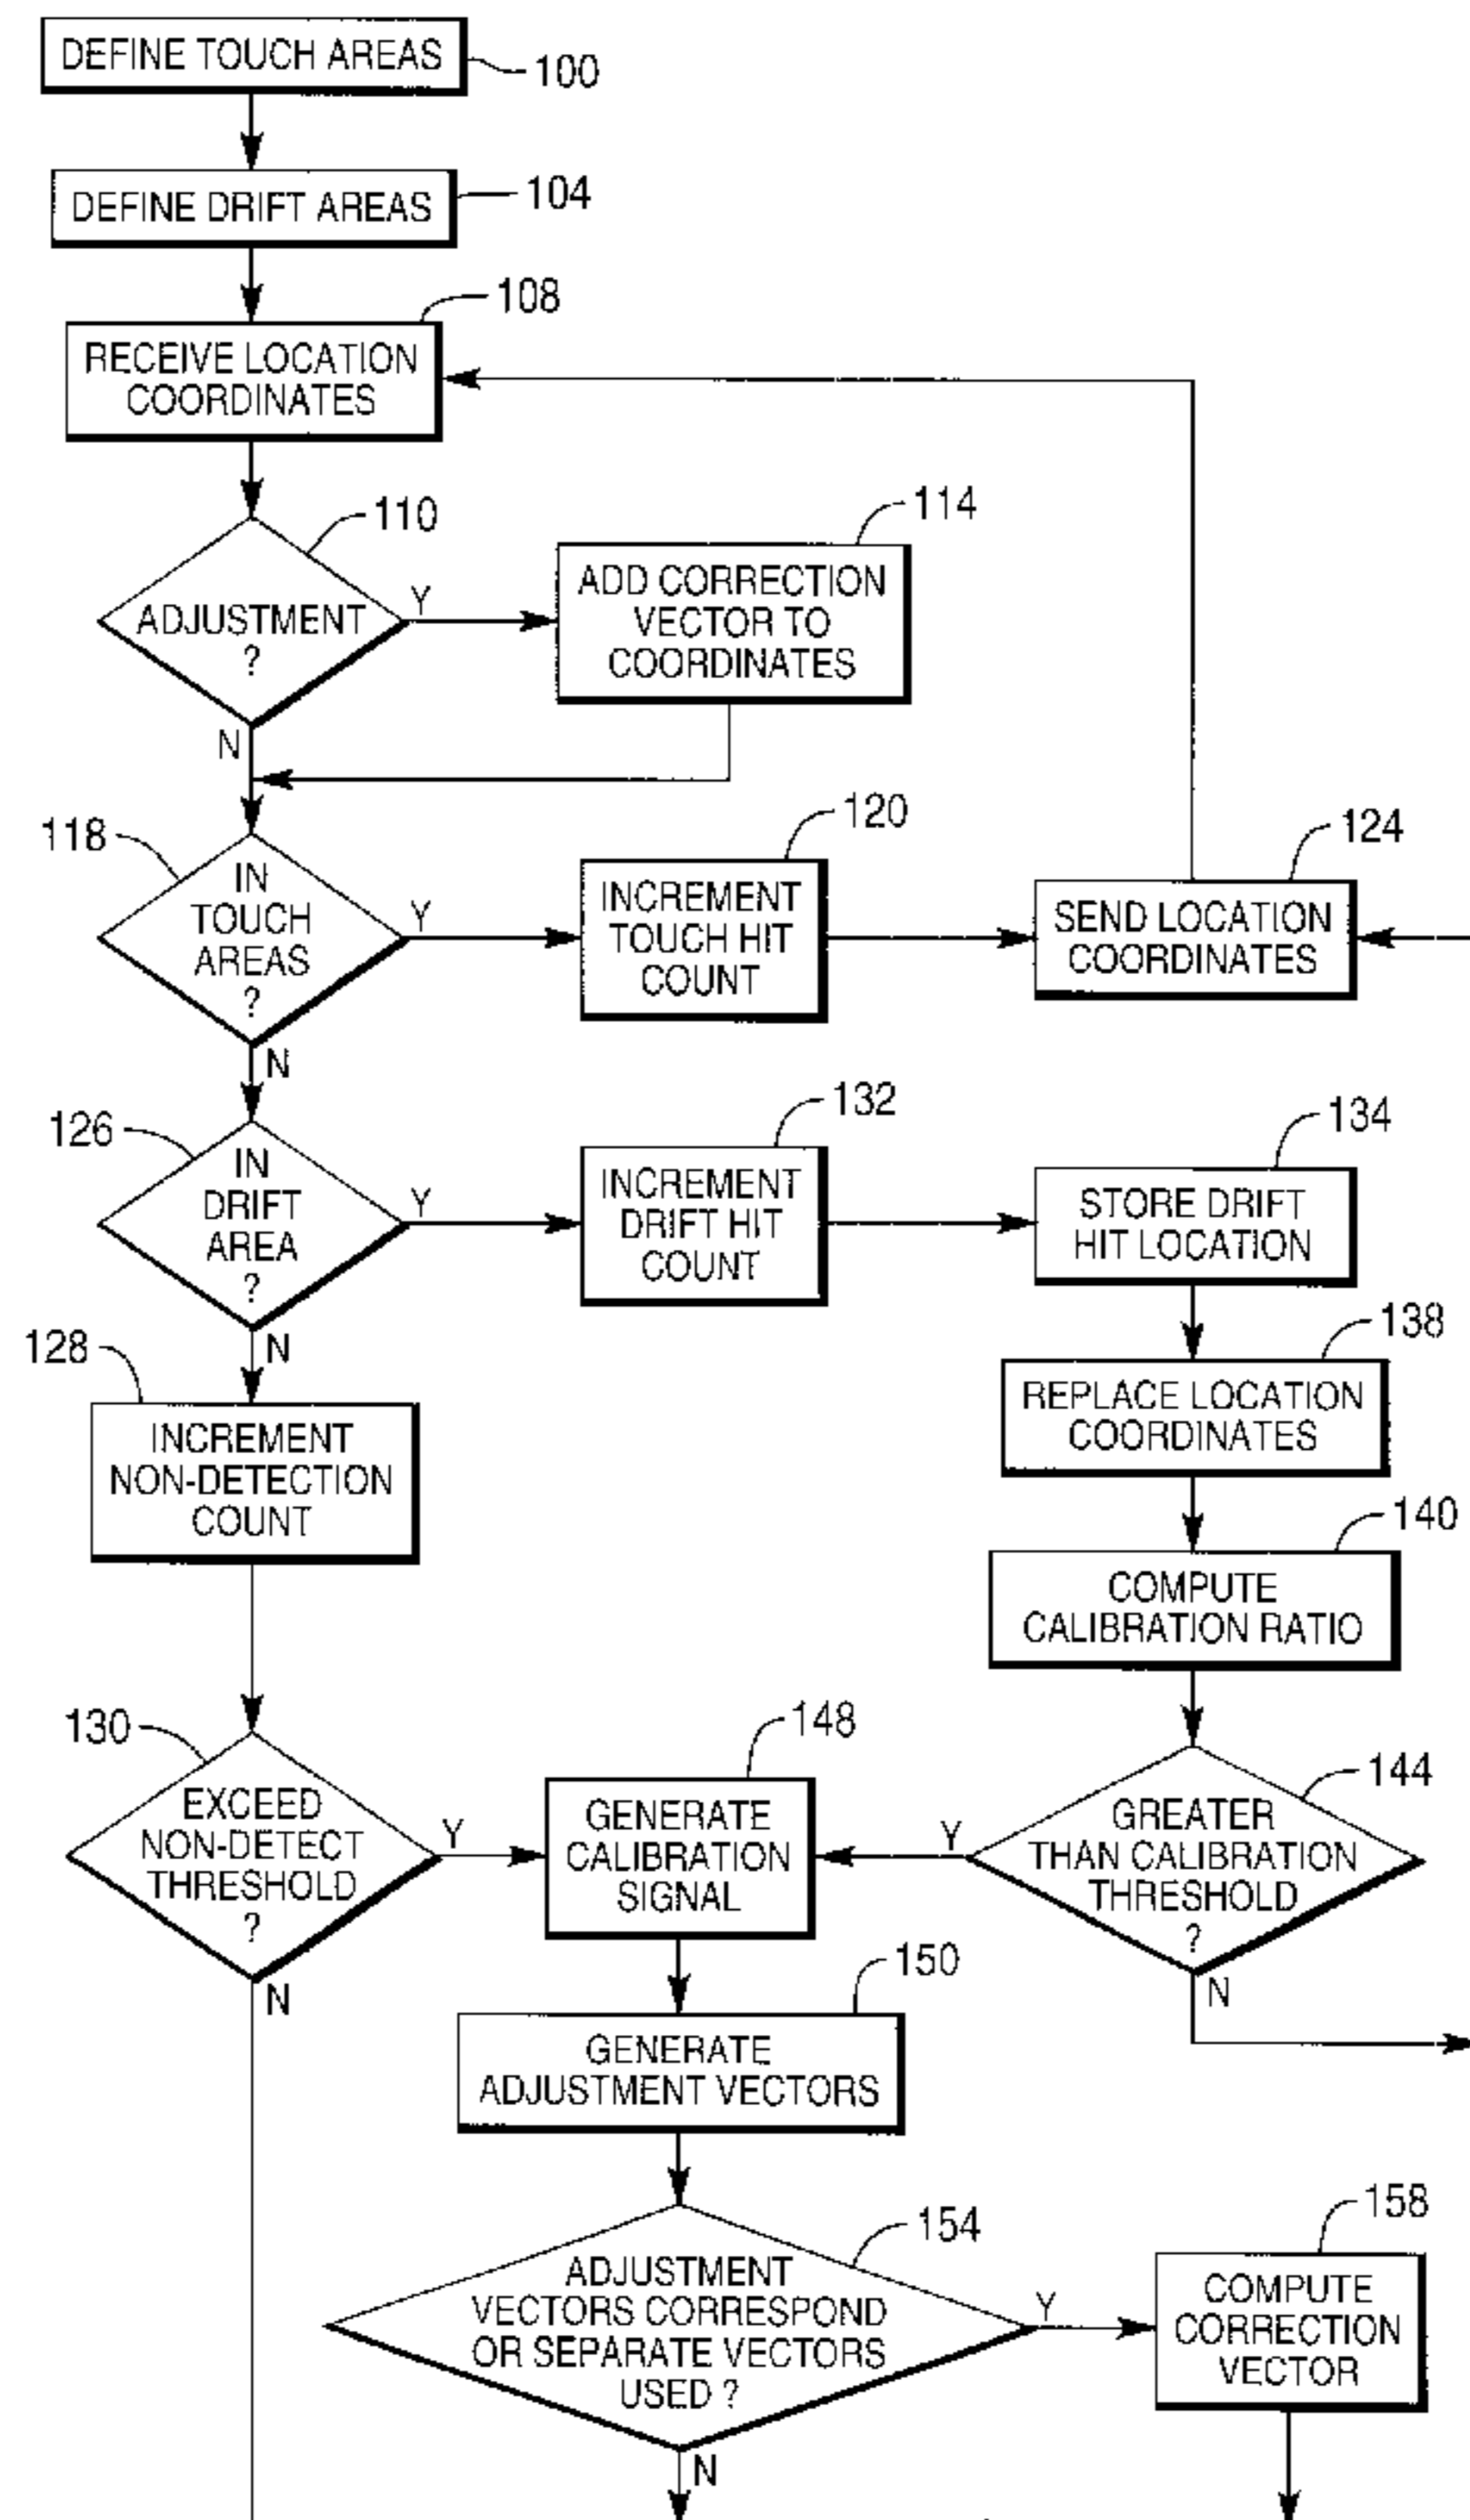 DEFINE TOUCH AREAS
100
DEFINE DRIFT AREAS
104
108
RECEIVE LOCATION
COORDINATES
110
ADJUSTMENT
?
Y
N
114
ADD CORRECTION
VECTOR TO
COORDINATES
118
IN
TOUCH
AREAS
?
Y
N
120
INCREMENT
TOUCH HIT
COUNT
124
SEND LOCATION
COORDINATES
126
IN
DRIFT
AREA
?
Y
N
132
INCREMENT
DRIFT HIT
COUNT
134
STORE DRIFT
HIT LOCATION
138
REPLACE LOCATION
COORDINATES
128
INCREMENT
NON-DETECTION
COUNT
140
COMPUTE
CALIBRATION RATIO
130
EXCEED
NON-DETECT
THRESHOLD
?
Y
N
148
GENERATE
CALIBRATION
SIGNAL
144
GREATER
THAN CALIBRATION
THRESHOLD
?
Y
N
150
GENERATE
ADJUSTMENT VECTORS
154
ADJUSTMENT
VECTORS CORRESPOND
OR SEPARATE VECTORS
USED ?
Y
N
158
COMPUTE
CORRECTION
VECTOR